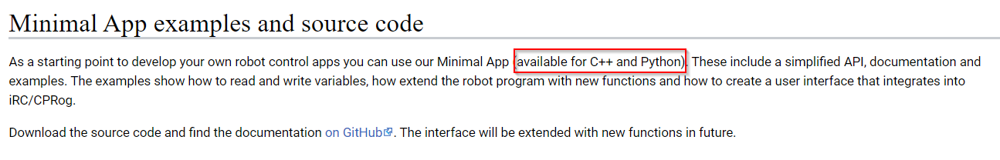 Minimal App examples and source code
As a starting point to develop your own robot control apps you can use our Minimal App (available for C++ and Python). These include a simplified API, documentation and
examples. The examples show how to read and write variables, how extend the robot program with new functions and how to create a user interface that integrates into
iRC/CPRog.
Download the source code and find the documentation on GitHub. The interface will be extended with new functions in future.